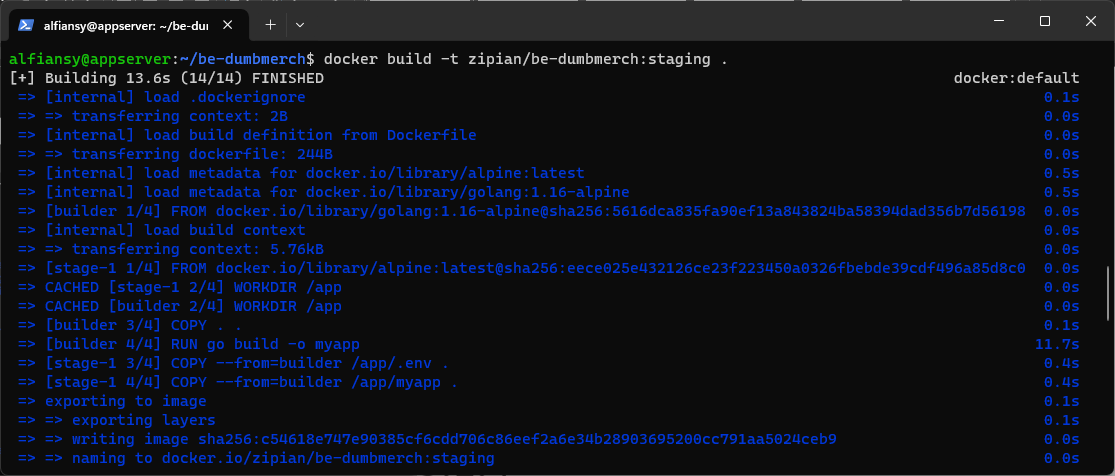 alfiansy@appserver: ~/be-dum
alfiansy@appserver:~/be-dumbmerch$ docker build -t zipian/be-dumbmerch:staging .
[+] Building 13.6s (14/14) FINISHED docker:default
=> [internal] load .dockerignore 0.1s
=> => transferring context: 2B 0.0s
=> [internal] load build definition from Dockerfile 0.0s
=> => transferring dockerfile: 244B 0.0s
=> [internal] load metadata for docker.io/library/alpine:latest 0.5s
=> [internal] load metadata for docker.io/library/golang:1.16-alpine 0.5s
=> [builder 1/4] FROM docker.io/library/golang:1.16-alpine@sha256:5616dca835fa90ef13a843824ba58394dad356b7d56198 0.0s
=> [internal] load build context 0.0s
=> => transferring context: 5.76kB 0.0s
=> [stage-1 1/4] FROM docker.io/library/alpine:latest@sha256:eece025e432126ce23f223450a0326fbebde39cdf496a85d8c0 0.0s
=> CACHED [stage-1 2/4] WORKDIR /app 0.0s
=> CACHED [builder 2/4] WORKDIR /app 0.0s
=> [builder 3/4] COPY . . 0.1s
=> [builder 4/4] RUN go build -o myapp 11.7s
=> [stage-1 3/4] COPY --from=builder /app/.env . 0.4s
=> [stage-1 4/4] COPY --from=builder /app/myapp . 0.4s
=> exporting to image 0.1s
=> => exporting layers 0.1s
=> => writing image sha256:c54618e747e90385cf6cdd706c86eef2a6e34b28903695200cc791aa5024ceb9 0.0s
=> => naming to docker.io/zipian/be-dumbmerch:staging 0.0s